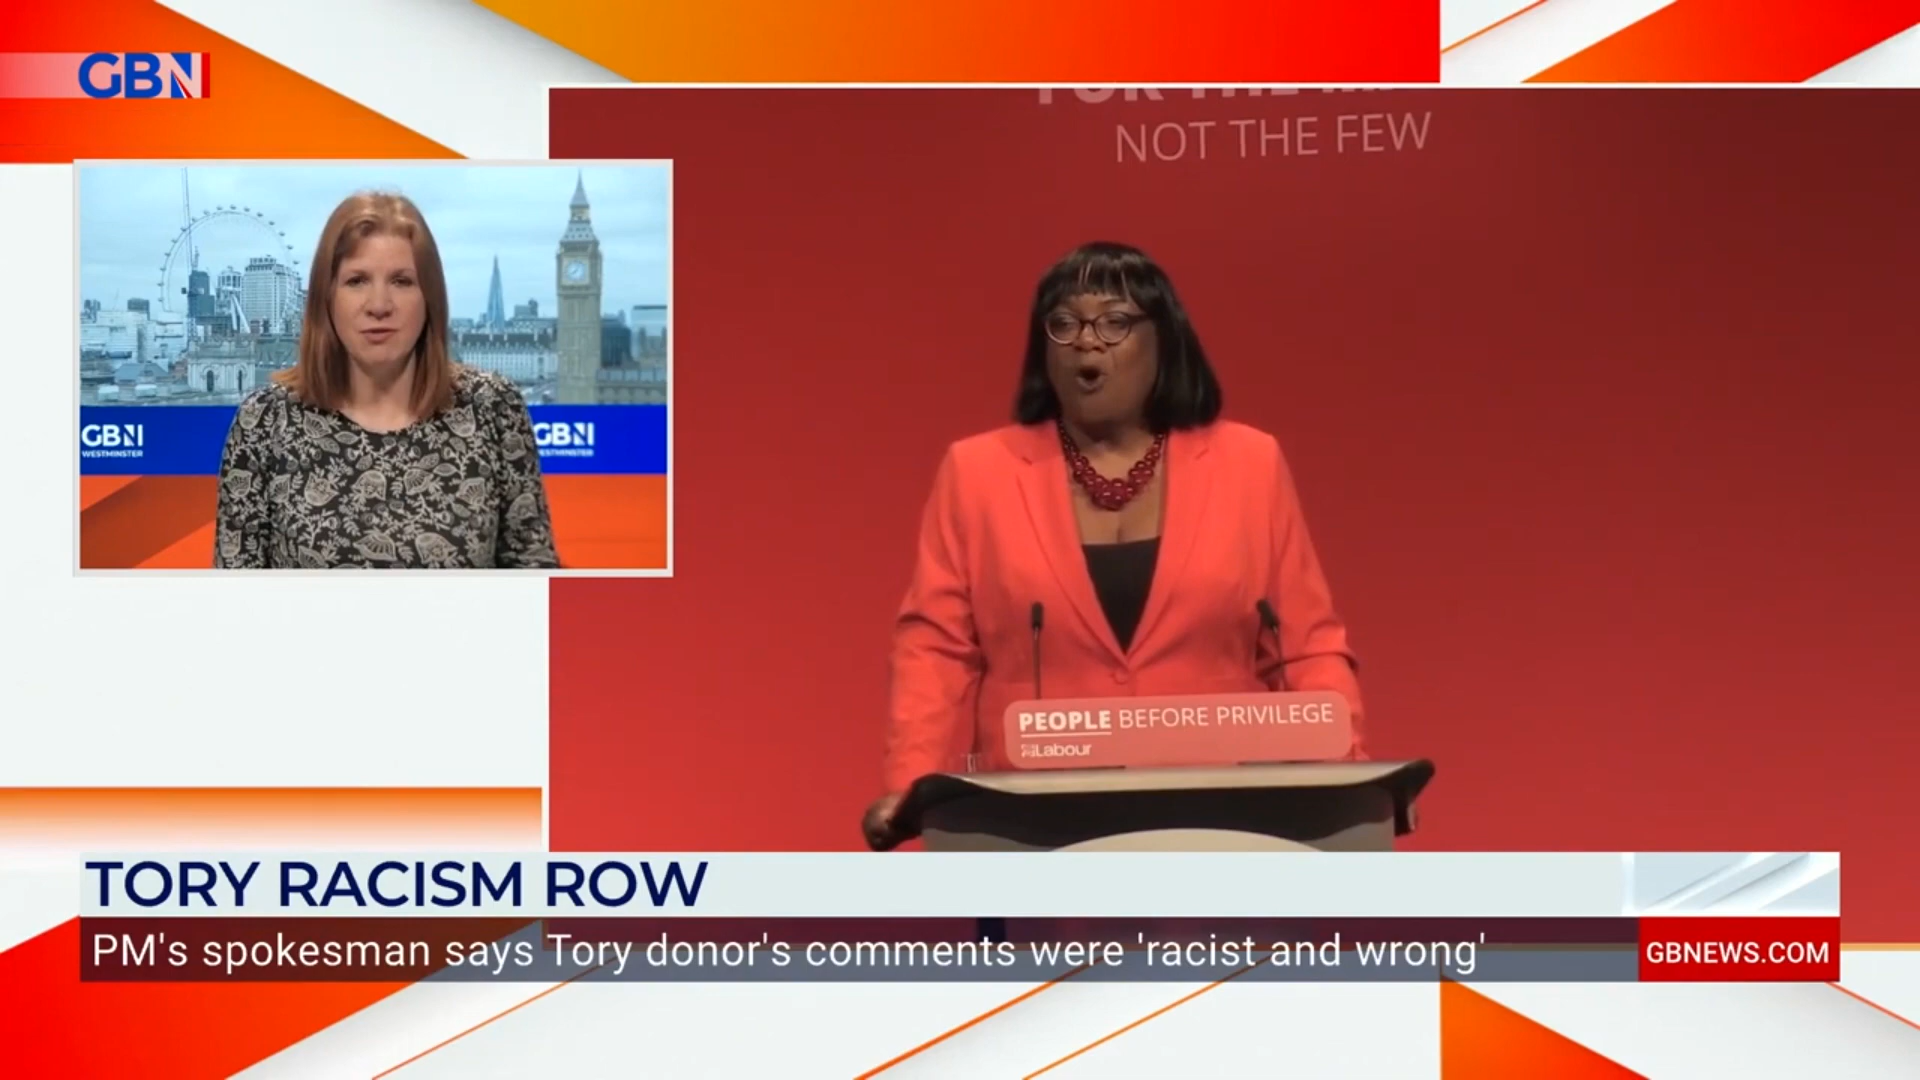 GBN
NOT THE FEW
GBN
WESTMINSTER
GBN
PEOPLE BEFORE PRIVILEGE
Labour
TORY RACISM ROW
PM's spokesman says Tory donor's comments were 'racist and wrong'
GBNEWS.COM